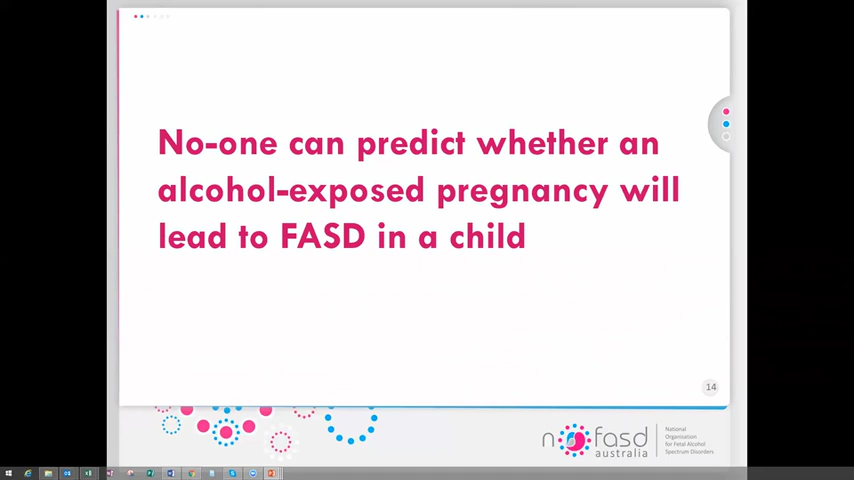 No-one can predict whether an
alcohol-exposed pregnancy will
lead to FASD in a child
14
nofasd
australia
National
Organisation
for Fetal Alcohol
Spectrum Disorders